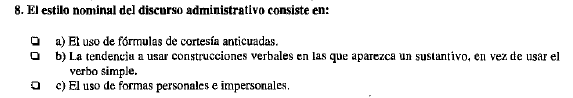 8. El estilo nominal del discurso administrativo consiste en:
❏ a) El uso de fórmulas de cortesía anticuadas.
❏ b) La tendencia a usar construcciones verbales en las que aparezca un sustantivo, en vez de usar el
verbo simple.
❏ c) El uso de formas personales e impersonales.